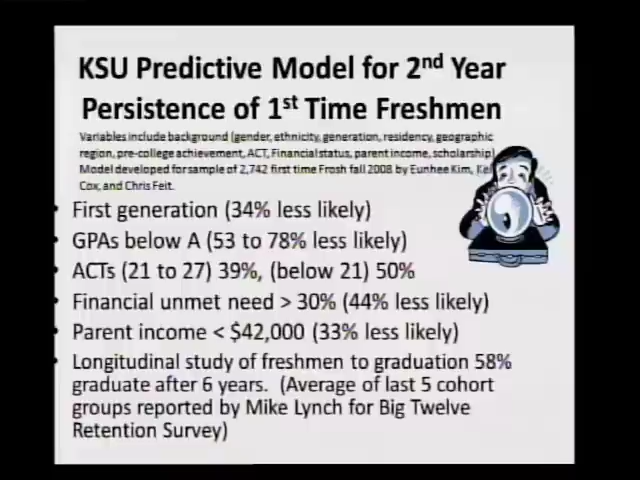 KSU Predictive Model for 2nd Year
Persistence of 1st Time Freshmen
Variables include background (gender, ethnicity, generation, residency, geographic
region, pre-college achievement, ACT, Financial status, parent income, scholarship)
Model developed for sample of 2,742 first time Frosh fall 2008 by Eunhee Kim,
Cox, and Chris Feit.
• First generation (34% less likely)
• GPAs below A (53 to 78% less likely)
• ACTs (21 to 27) 39%, (below 21) 50%
• Financial unmet need > 30% (44% less likely)
• Parent income < $42,000 (33% less likely)
• Longitudinal study of freshmen to graduation 58%
graduate after 6 years. (Average of last 5 cohort
groups reported by Mike Lynch for Big Twelve
Retention Survey)